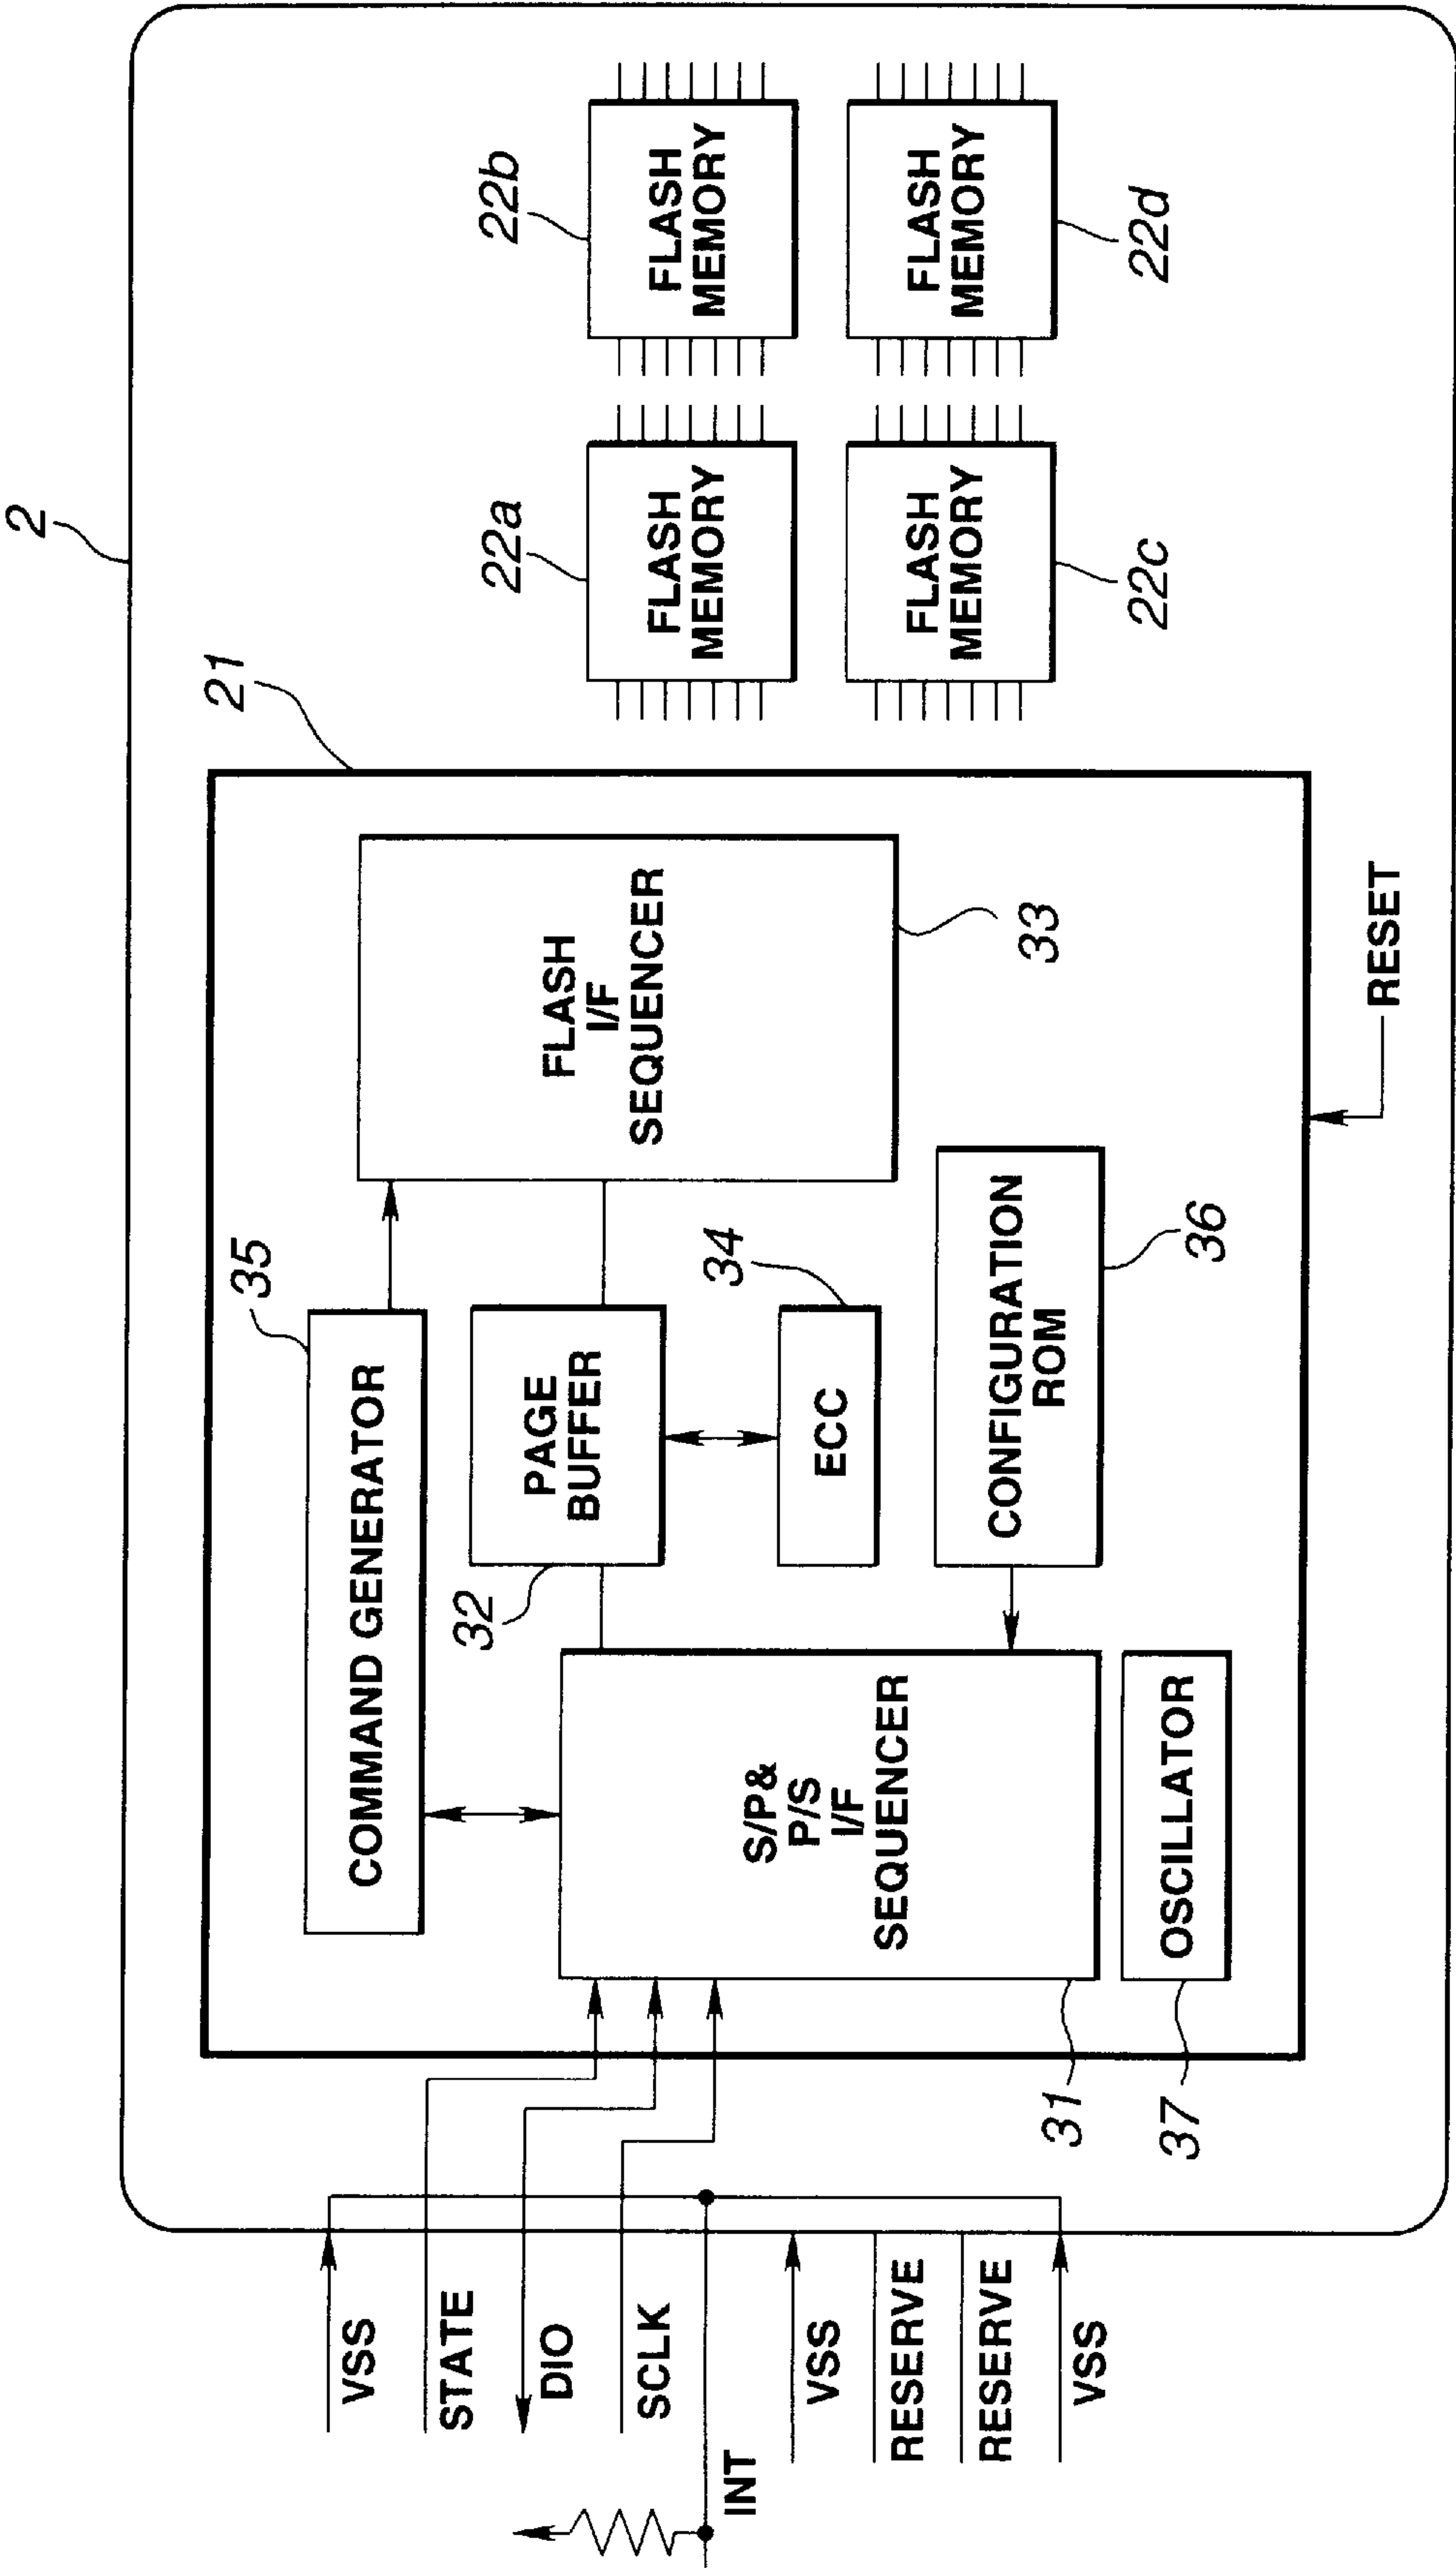 2
21
22a
22b
FLASH
MEMORY
FLASH
MEMORY
FLASH
MEMORY
FLASH
MEMORY
22c
22d
35
COMMAND GENERATOR
FLASH
I/F
SEQUENCER
33
32
PAGE
BUFFER
34
ECC
S/P&
P/S
I/F
SEQUENCER
31
CONFIGURATION
ROM
36
OSCILLATOR
37
RESET
VSS
STATE
DIO
SCLK
INT
VSS
RESERVE
RESERVE
VSS